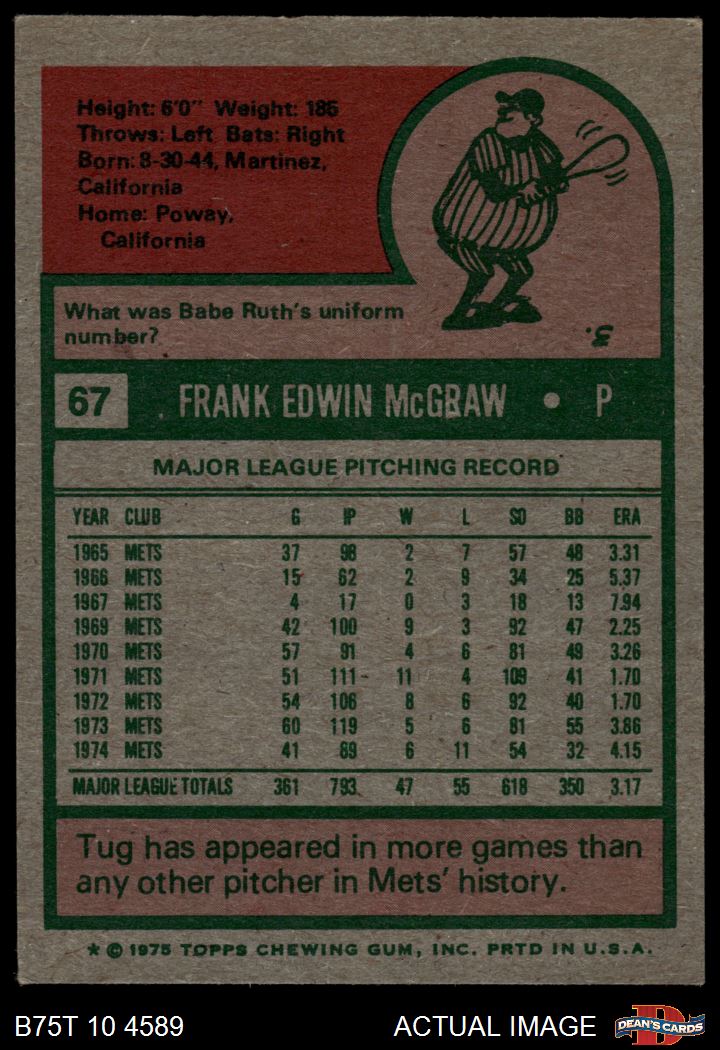 Height: 6'0" Weight: 185
Throws: Left Bats: Right
Born: 8-30-44, Martinez,
California
Home: Poway,
California
What was Babe Ruth's uniform
number?
3.
67 FRANK EDWIN McGRAW • P
MAJOR LEAGUE PITCHING RECORD
YEAR CLUB G IP W L SO BB ERA
1965 METS 37 98 2 7 57 48 3.31
1966 METS 15 62 2 9 34 25 5.37
1967 METS 4 17 0 3 18 13 7.94
1969 METS 42 100 9 3 92 47 2.25
1970 METS 57 91 4 6 81 49 3.26
1971 METS 51 111 11 4 109 41 1.70
1972 METS 54 106 8 6 92 40 1.70
1973 METS 60 119 5 6 81 55 3.86
1974 METS 41 89 6 11 54 32 4.15
MAJOR LEAGUE TOTALS 361 793 47 55 618 350 3.17
Tug has appeared in more games than
any other pitcher in Mets' history.
* © 1975 TOPPS CHEWING GUM, INC. PRTD IN U.S.A.
B75T 10 4589 ACTUAL IMAGE DEAN'S CARDS